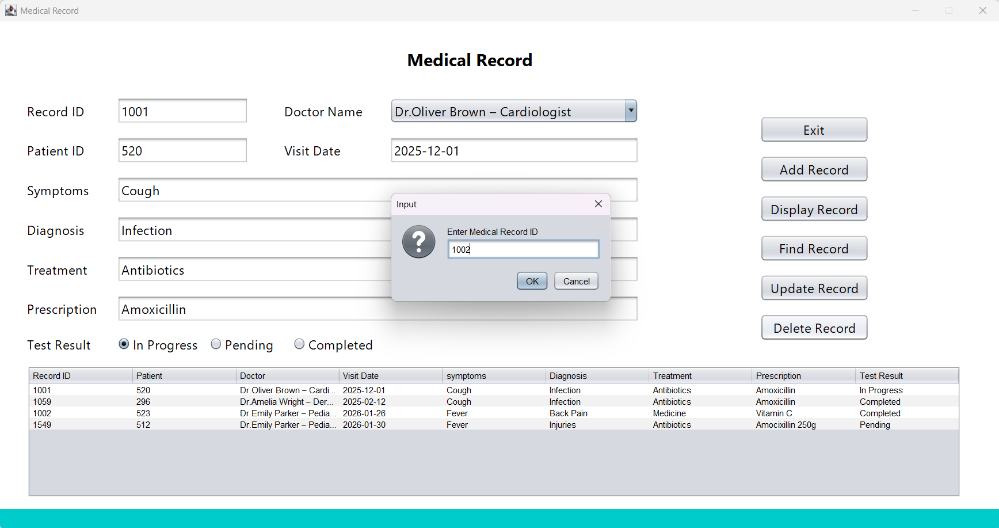 Medical Record
Medical Record
Record ID 1001 Doctor Name Dr.Oliver Brown – Cardiologist
Exit
Patient ID 520 Visit Date 2025-12-01
Add Record
Symptoms Cough
Input
Display Record
Diagnosis Infection
Enter Medical Record ID
1002
Find Record
Treatment Antibiotics
OK Cancel
Update Record
Prescription Amoxicillin
Delete Record
Test Result In Progress Pending Completed
Record ID Patient Doctor Visit Date symptoms Diagnosis Treatment Prescription Test Result
1001 520 Dr.Oliver Brown – Cardi... 2025-12-01 Cough Infection Antibiotics Amoxicillin In Progress
1059 296 Dr.Amelia Wright – Der... 2025-02-12 Cough Infection Antibiotics Amoxicillin Completed
1002 523 Dr.Emily Parker – Pedia... 2026-01-26 Fever Back Pain Medicine Vitamin C Completed
1549 512 Dr.Emily Parker – Pedia... 2026-01-30 Fever Injuries Antibiotics Amocixillin 250g Pending